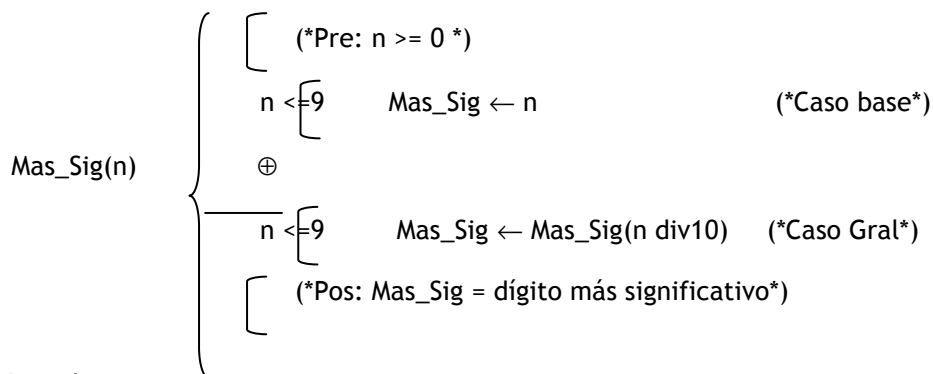 (*Pre: n >= 0 *)
n <=9 Mas_Sig ← n (*Caso base*)
Mas_Sig(n) ⊕
n <=9 Mas_Sig ← Mas_Sig(n div10) (*Caso Gral*)
(*Pos: Mas_Sig = dígito más significativo*)